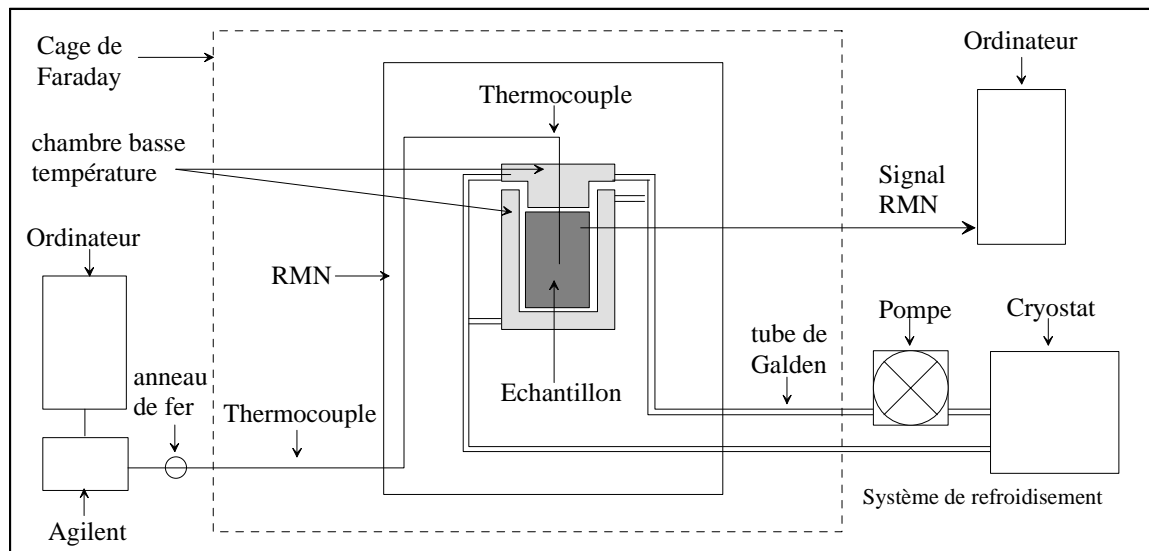 Cage de
Faraday
Ordinateur
Thermocouple
chambre basse
température
Signal
RMN
Ordinateur
RMN
Pompe
Cryostat
tube de
Galden
anneau
de fer
Echantillon
Thermocouple
Système de refroidisement
Agilent